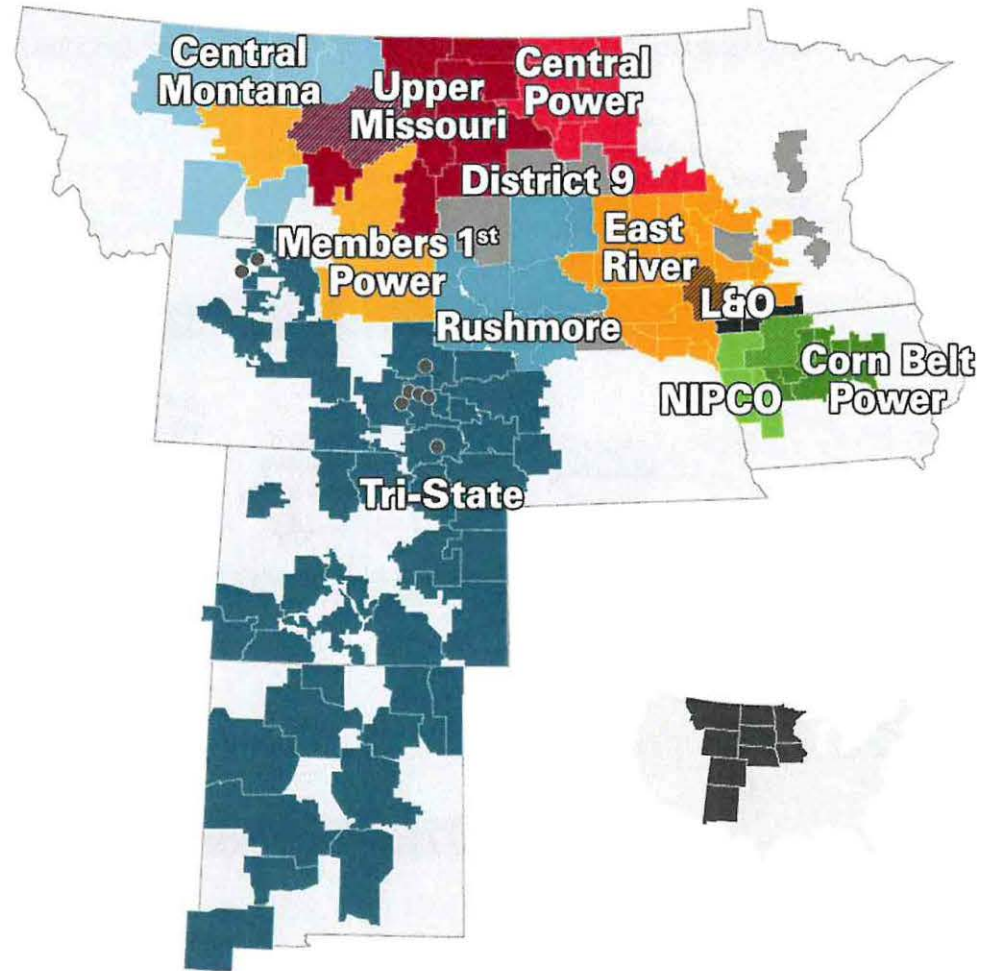 Central
Montana
Upper
Missouri
Central
Power
District 9
Members 1st
Power
East
River
L&O
Rushmore
NIPCO
Corn Belt
Power
Tri-State